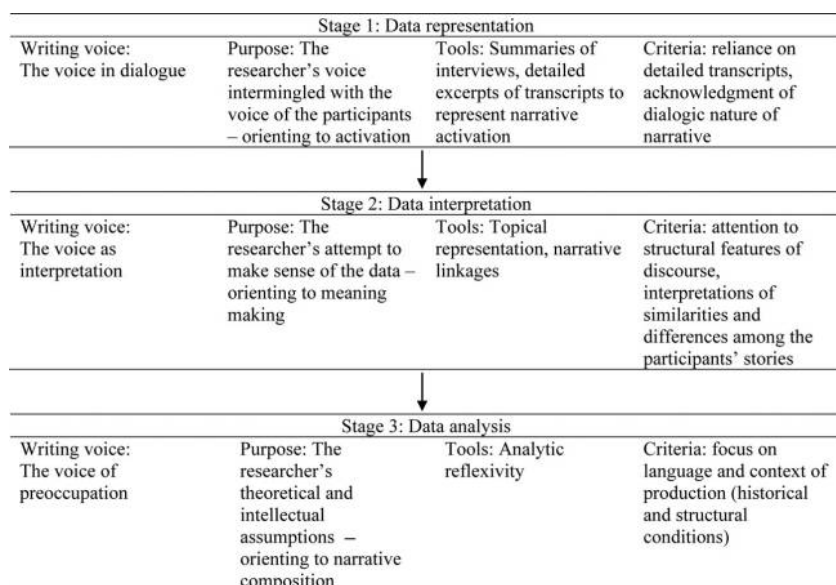 Stage 1: Data representation
Writing voice:
The voice in dialogue
Purpose: The
researcher's voice
intermingled with the
voice of the participants
– orienting to activation
Tools: Summaries of
interviews, detailed
excerpts of transcripts to
represent narrative
activation
Criteria: reliance on
detailed transcripts,
acknowledgment of
dialogic nature of
narrative
Stage 2: Data interpretation
Writing voice:
The voice as
interpretation
Purpose: The
researcher's attempt to
make sense of the data –
orienting to meaning
making
Tools: Topical
representation, narrative
linkages
Criteria: attention to
structural features of
discourse,
interpretations of
similarities and
differences among the
participants' stories
Stage 3: Data analysis
Writing voice:
The voice of
preoccupation
Purpose: The
researcher's
theoretical and
intellectual
assumptions –
orienting to narrative
composition
Tools: Analytic
reflexivity
Criteria: focus on
language and context of
production (historical
and structural
conditions)